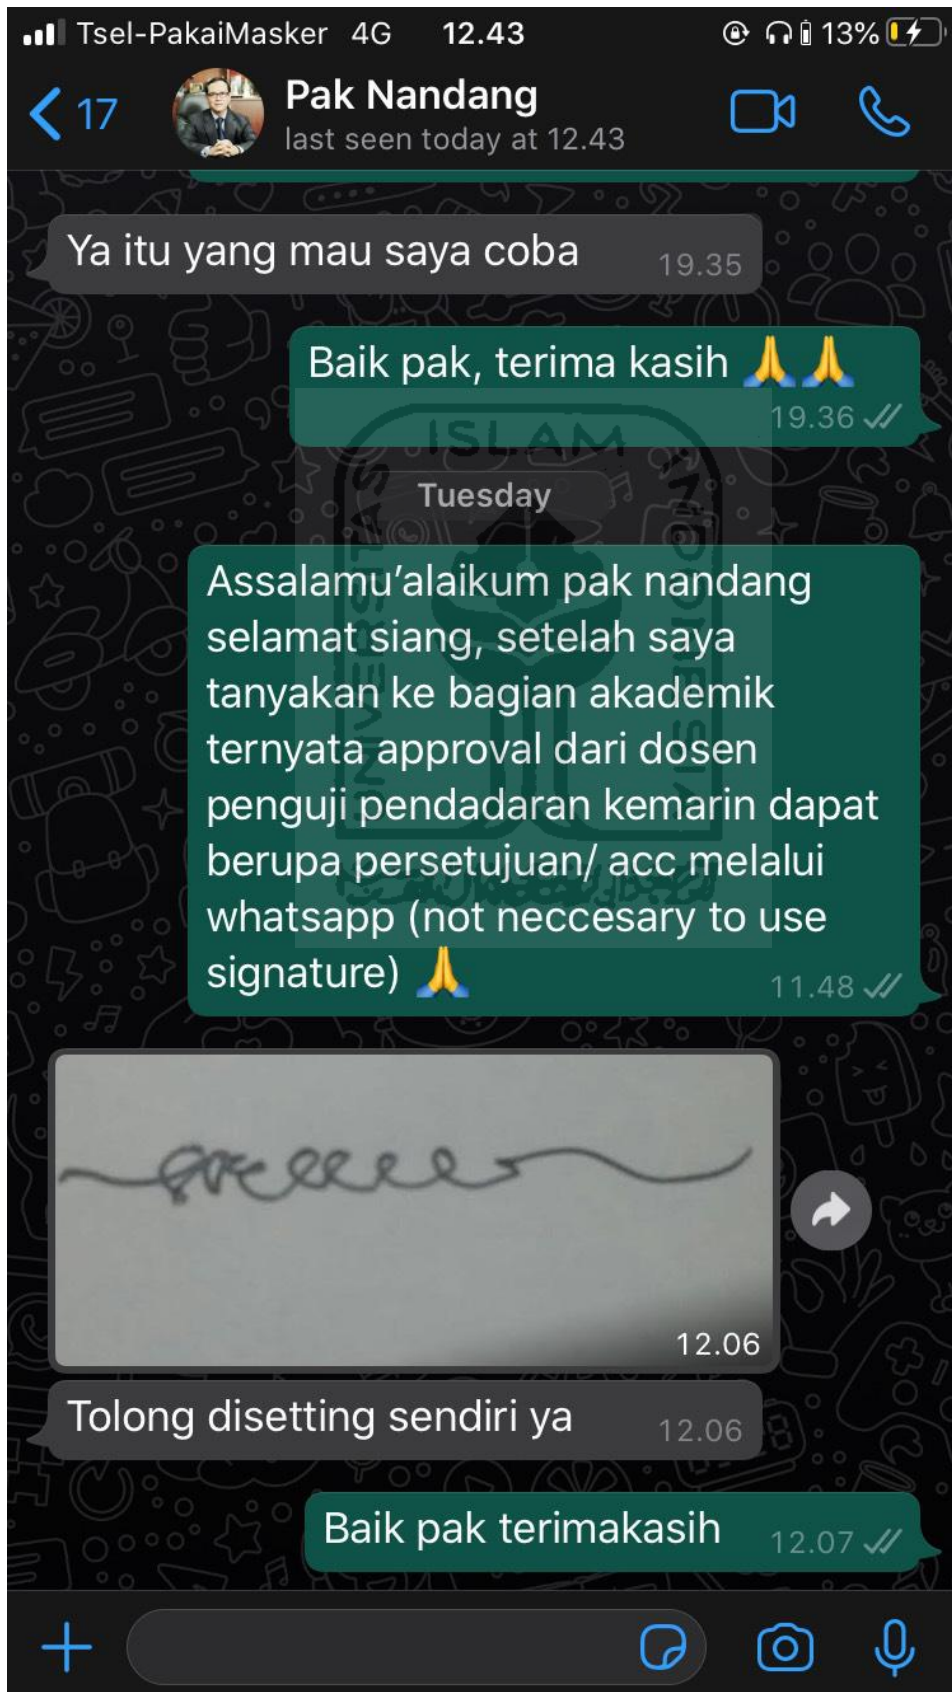 Tsel-PakaiMasker 4G 12.43 13%
17 Pak Nandang
last seen today at 12.43
Ya itu yang mau saya coba 19.35
Baik pak, terima kasih 🙏🙏
19.36
Tuesday
Assalamu’alaikum pak nandang
selamat siang, setelah saya
tanyakan ke bagian akademik
ternyata approval dari dosen
penguji pendadaran kemarin dapat
berupa persetujuan/ acc melalui
whatsapp (not neccesary to use
signature) 🙏 11.48
12.06
Tolong disetting sendiri ya 12.06
Baik pak terimakasih 12.07
UNIVERSITAS ISLAM INDONESIA